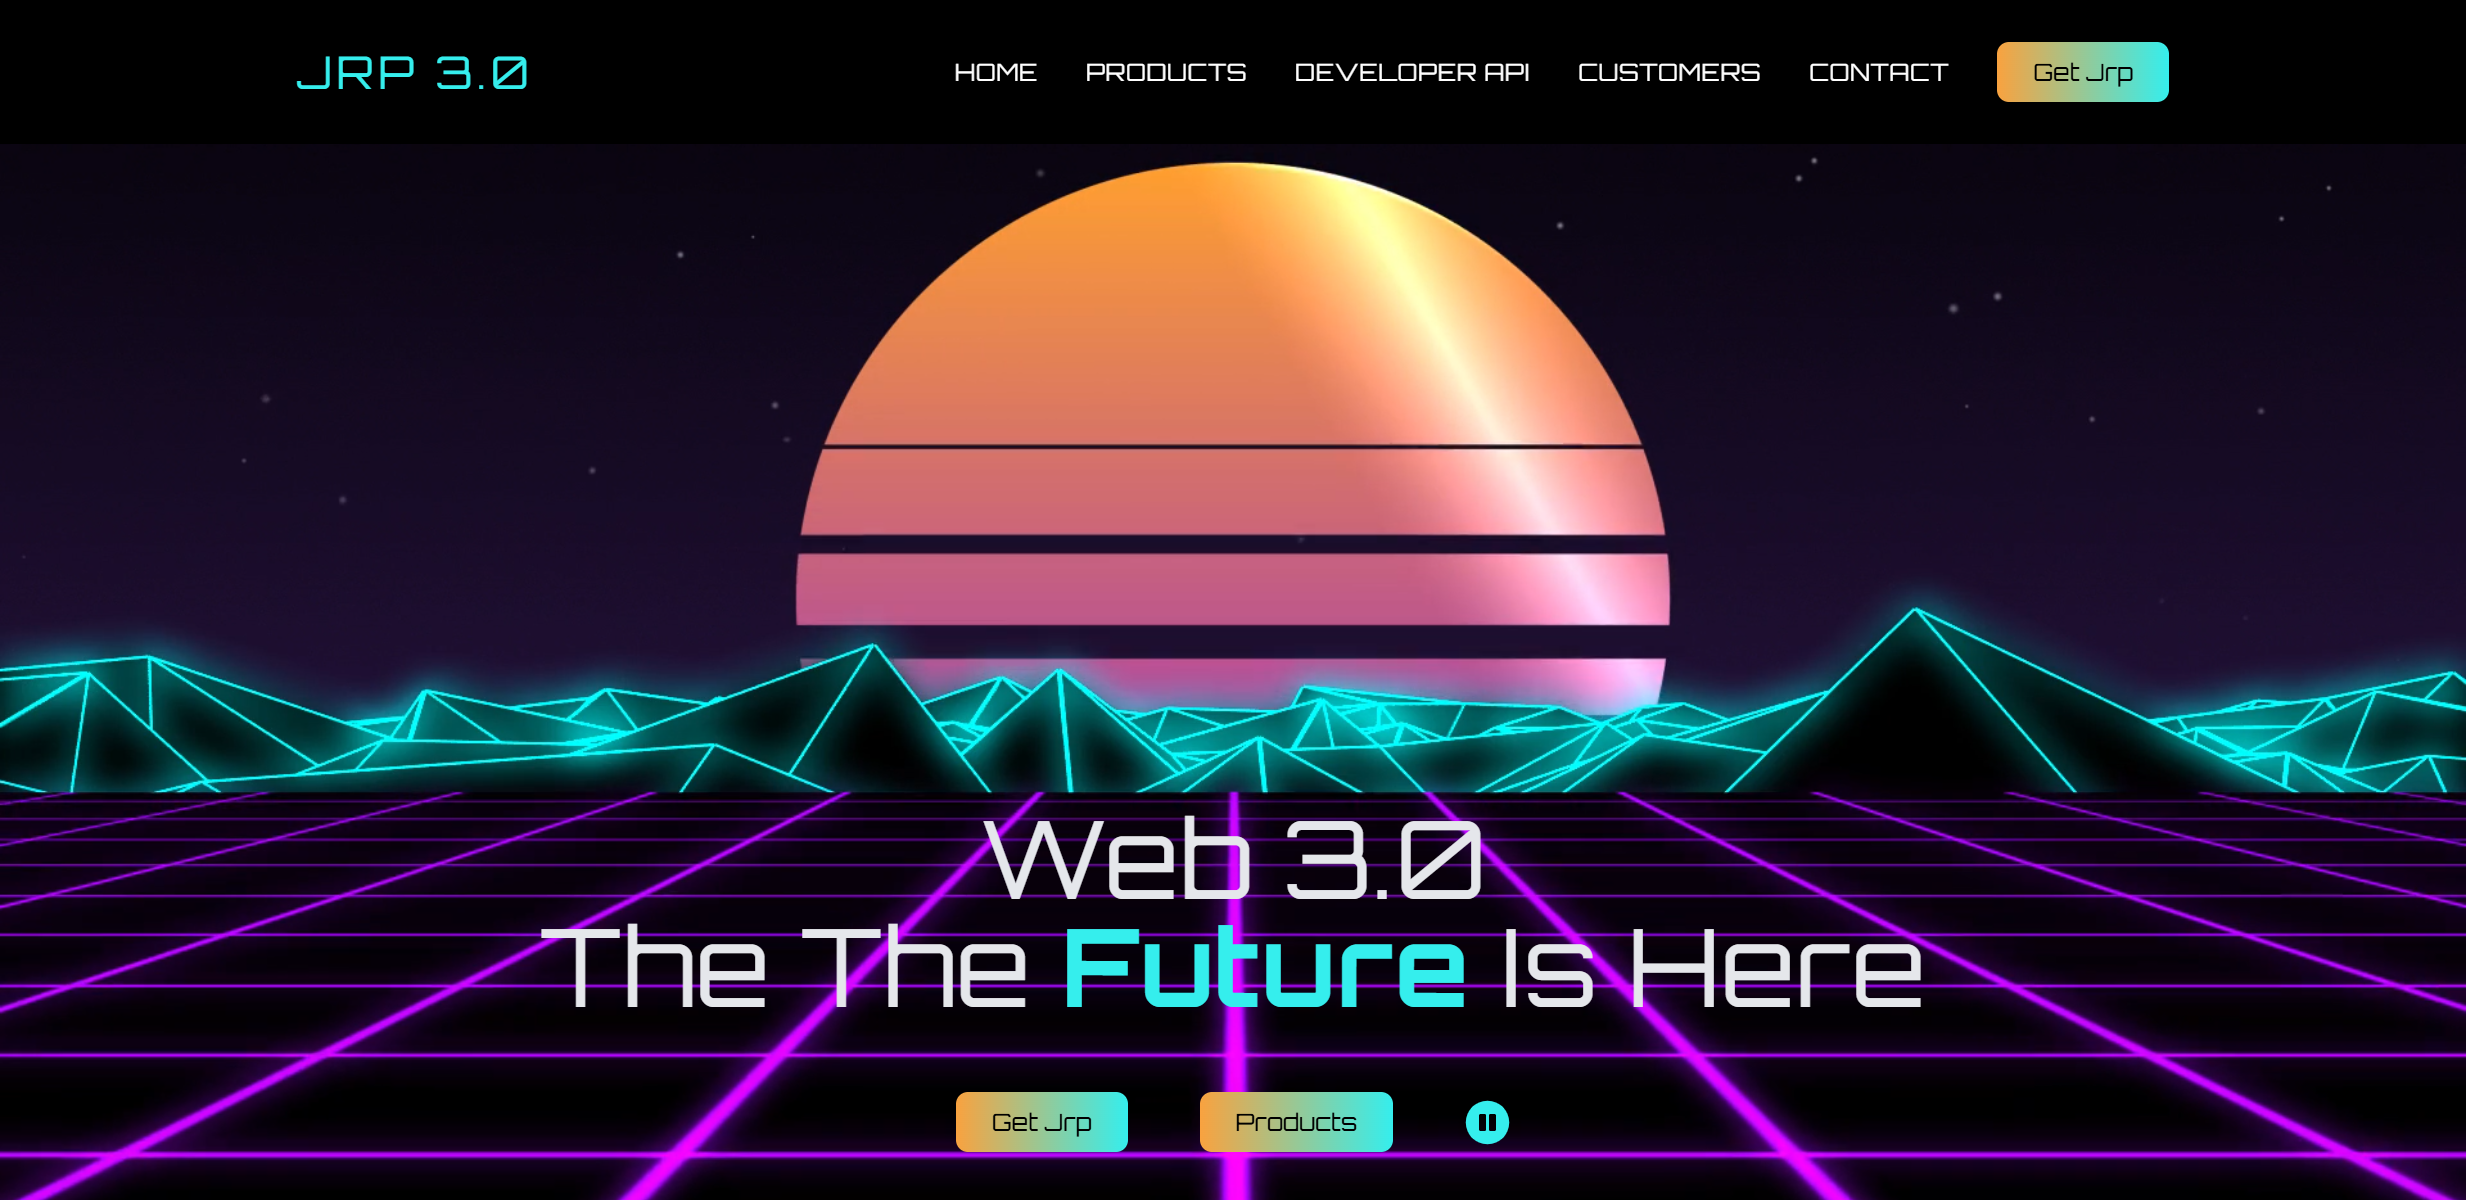 JRP 3.0
HOME PRODUCTS DEVELOPER API CUSTOMERS CONTACT Get Jrp
Web 3.0
The The Future Is Here
Get Jrp Products